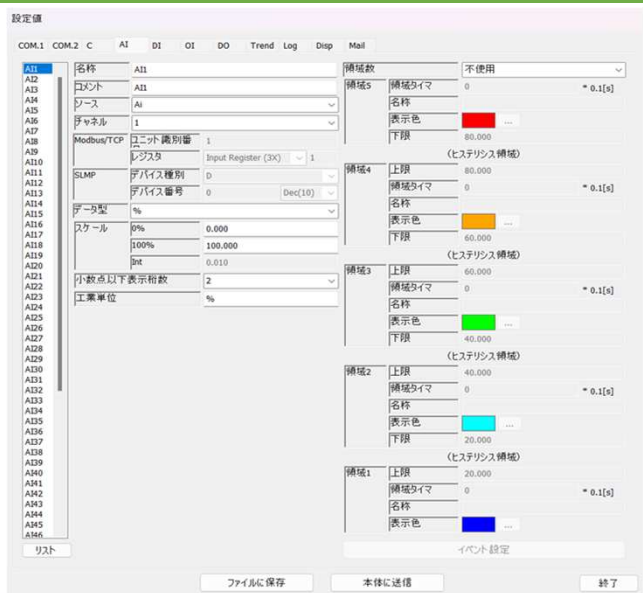 設定値
COM.1 COM.2 C AI DI OI DO Trend Log Disp Mail
AI1
AI2
AI3
AI4
AI5
AI6
AI7
AI8
AI9
AI10
AI11
AI12
AI13
AI14
AI15
AI16
AI17
AI18
AI19
AI20
AI21
AI22
AI23
AI24
AI25
AI26
AI27
AI28
AI29
AI30
AI31
AI32
AI33
AI34
AI35
AI36
AI37
AI38
AI39
AI40
AI41
AI42
AI43
AI44
AI45
AI46
リスト
名称 AI1
コメント AI1
ソース Ai
チャネル 1
Modbus/TCP ユニット識別番 1
レジスタ Input Register (3X) 1
SLMP デバイス種別 D
デバイス番号 0 Dec(10)
データ型 %
スケール 0% 0.000
100% 100.000
Int 0.010
小数点以下表示桁数 2
工業単位 %
領域数 不使用
領域5 領域タイマ 0 * 0.1[s]
名称
表示色 ...
下限 80.000
(ヒステリシス領域)
領域4 上限 80.000
領域タイマ 0 * 0.1[s]
名称
表示色 ...
下限 60.000
(ヒステリシス領域)
領域3 上限 60.000
領域タイマ 0 * 0.1[s]
名称
表示色 ...
下限 40.000
(ヒステリシス領域)
領域2 上限 40.000
領域タイマ 0 * 0.1[s]
名称
表示色 ...
下限 20.000
(ヒステリシス領域)
領域1 上限 20.000
領域タイマ 0 * 0.1[s]
名称
表示色 ...
イベント設定
ファイルに保存 本体に送信 終了